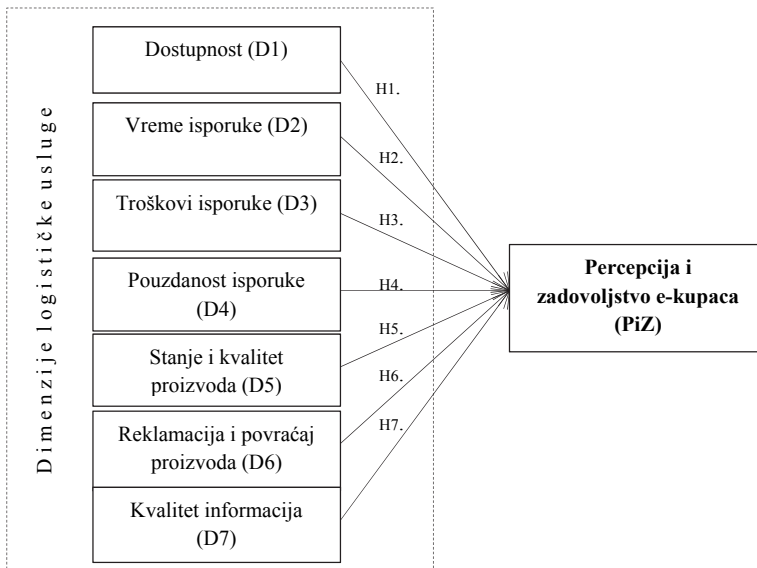 Dimenzije logističke usluge
Dostupnost (D1)
Vreme isporuke (D2)
Troškovi isporuke (D3)
Pouzdanost isporuke
(D4)
Stanje i kvalitet
proizvoda (D5)
Reklamacija i povraćaj
proizvoda (D6)
Kvalitet informacija
(D7)
H1.
H2.
H3.
H4.
H5.
H6.
H7.
Percepcija i
zadovoljstvo e-kupaca
(PiZ)